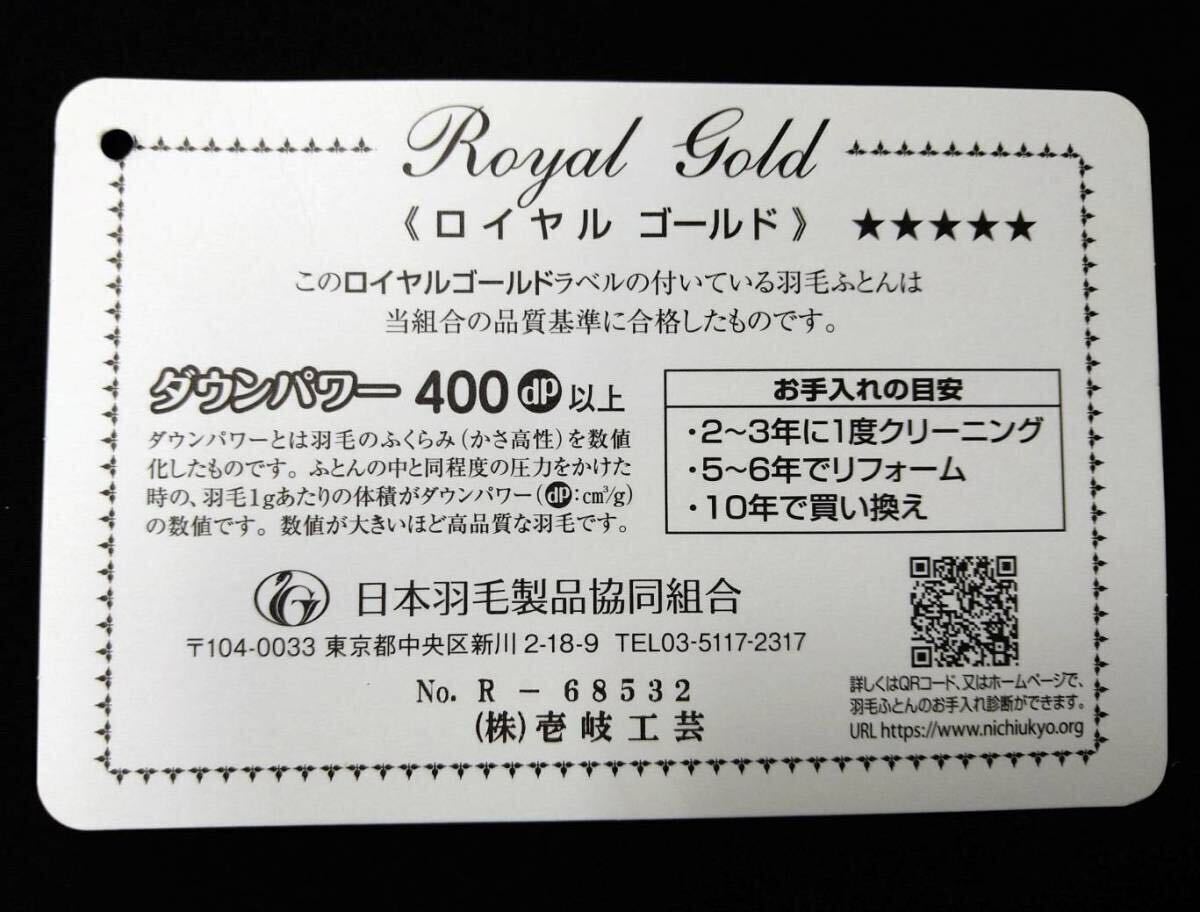 Royal Gold
《ロイヤル ゴールド》 ★★★★★
このロイヤルゴールドラベルの付いている羽毛ふとんは
当組合の品質基準に合格したものです。
ダウンパワー 400 dp 以上
ダウンパワーとは羽毛のふくらみ(かさ高性)を数値
化したものです。ふとんの中と同程度の圧力をかけた
時の、羽毛1gあたりの体積がダウンパワー(dp:cm³/g)
の数値です。数値が大きいほど高品質な羽毛です。
お手入れの目安
・2～3年に1度クリーニング
・5～6年でリフォーム
・10年で買い換え
日本羽毛製品協同組合
〒104-0033 東京都中央区新川 2-18-9 TEL03-5117-2317
No. R - 68532
(株)壱岐工芸
詳しくはQRコード、又はホームページで、
羽毛ふとんのお手入れ診断ができます。
URL https://www.nichiukyo.org